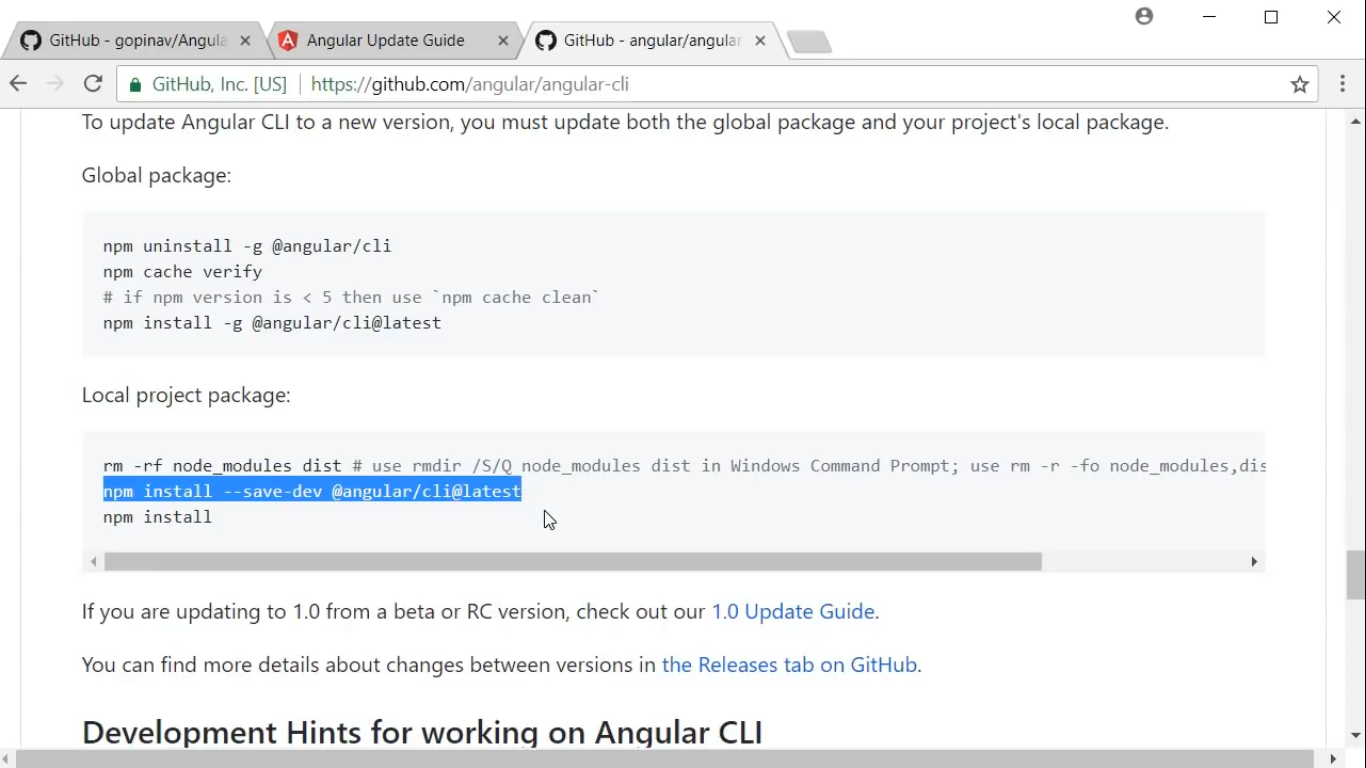 GitHub - gopinav/Angula
Angular Update Guide
GitHub - angular/angular
GitHub, Inc. [US]
https://github.com/angular/angular-cli
To update Angular CLI to a new version, you must update both the global package and your project's local package.
Global package:
npm uninstall -g @angular/cli
npm cache verify
# if npm version is < 5 then use `npm cache clean`
npm install -g @angular/cli@latest
Local project package:
rm -rf node_modules dist # use rmdir /S/Q node_modules dist in Windows Command Prompt; use rm -r -fo node_modules,dis
npm install --save-dev @angular/cli@latest
npm install
If you are updating to 1.0 from a beta or RC version, check out our 1.0 Update Guide.
You can find more details about changes between versions in the Releases tab on GitHub.
Development Hints for working on Angular CLI